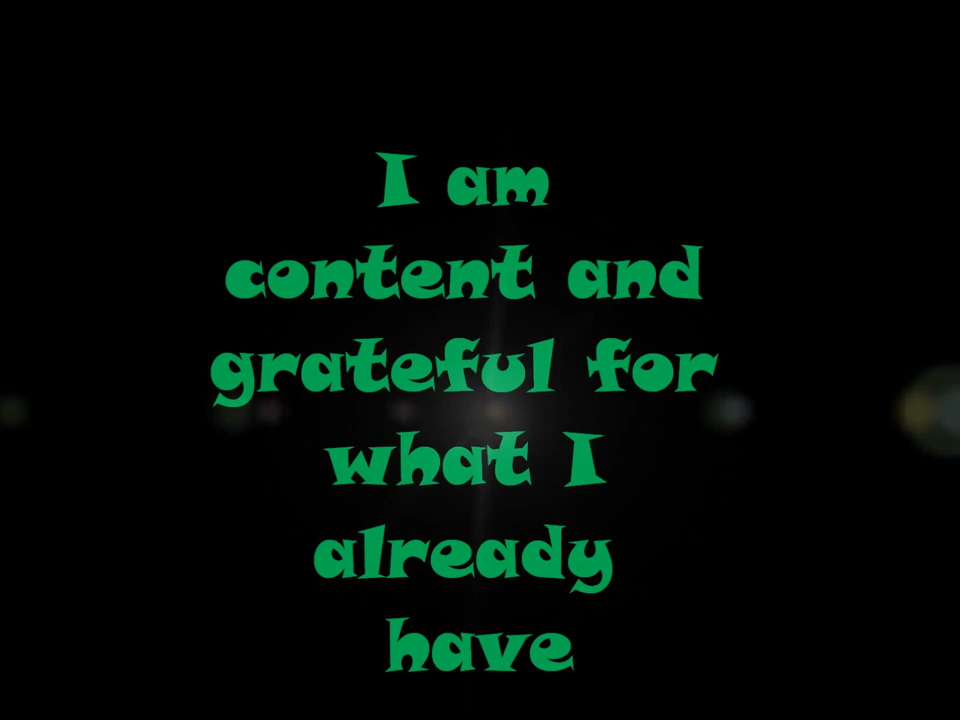 I am
content and
grateful for
what I
already
have